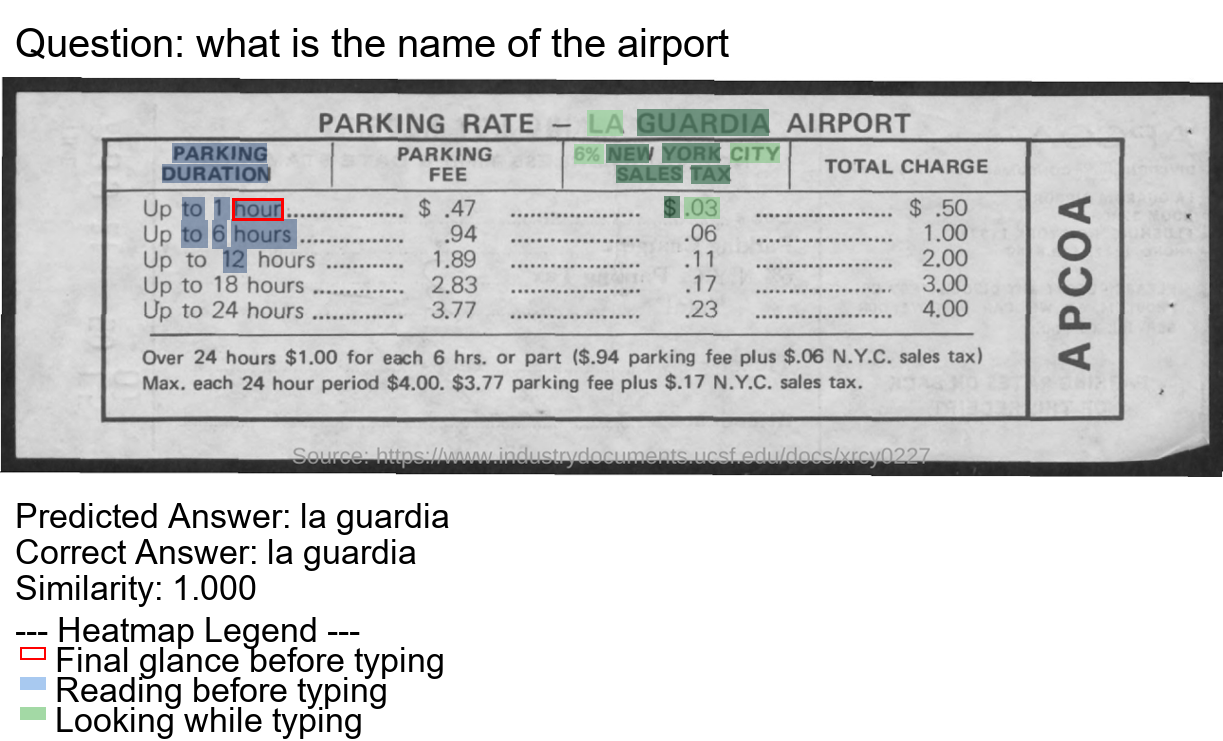 Question: what is the name of the airport
PARKING RATE – LA GUARDIA AIRPORT
PARKING DURATION PARKING FEE 6% NEW YORK CITY SALES TAX TOTAL CHARGE
Up to 1 hour ................ $ .47 .................. $ .03 .................. $ .50
Up to 6 hours ............... .94 .................. .06 .................. 1.00
Up to 12 hours ............ 1.89 .................. .11 .................. 2.00
Up to 18 hours .............. 2.83 .................. .17 .................. 3.00
Up to 24 hours .............. 3.77 .................. .23 .................. 4.00
Over 24 hours $1.00 for each 6 hrs. or part ($.94 parking fee plus $.06 N.Y.C. sales tax)
Max. each 24 hour period $4.00. $3.77 parking fee plus $.17 N.Y.C. sales tax.
APCOA
Source: https://www.industrydocuments.ucsf.edu/docs/xrcy0227
Predicted Answer: la guardia
Correct Answer: la guardia
Similarity: 1.000
--- Heatmap Legend ---
Final glance before typing
Reading before typing
Looking while typing